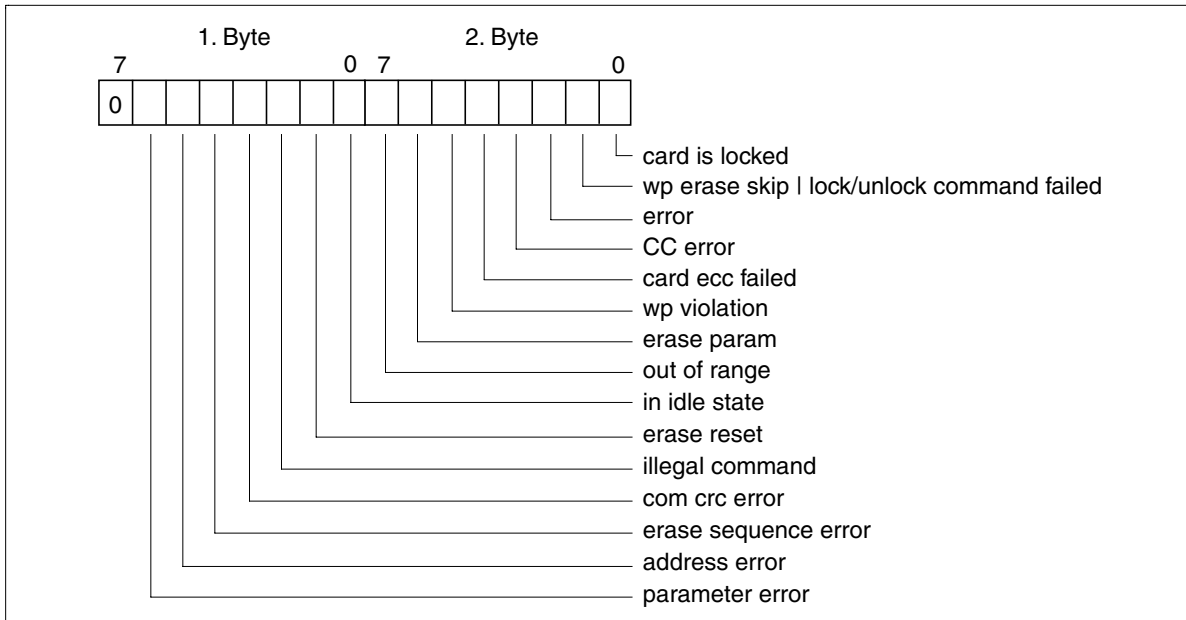 1. Byte 2. Byte
7 0 7 0
0
card is locked
wp erase skip | lock/unlock command failed
error
CC error
card ecc failed
wp violation
erase param
out of range
in idle state
erase reset
illegal command
com crc error
erase sequence error
address error
parameter error